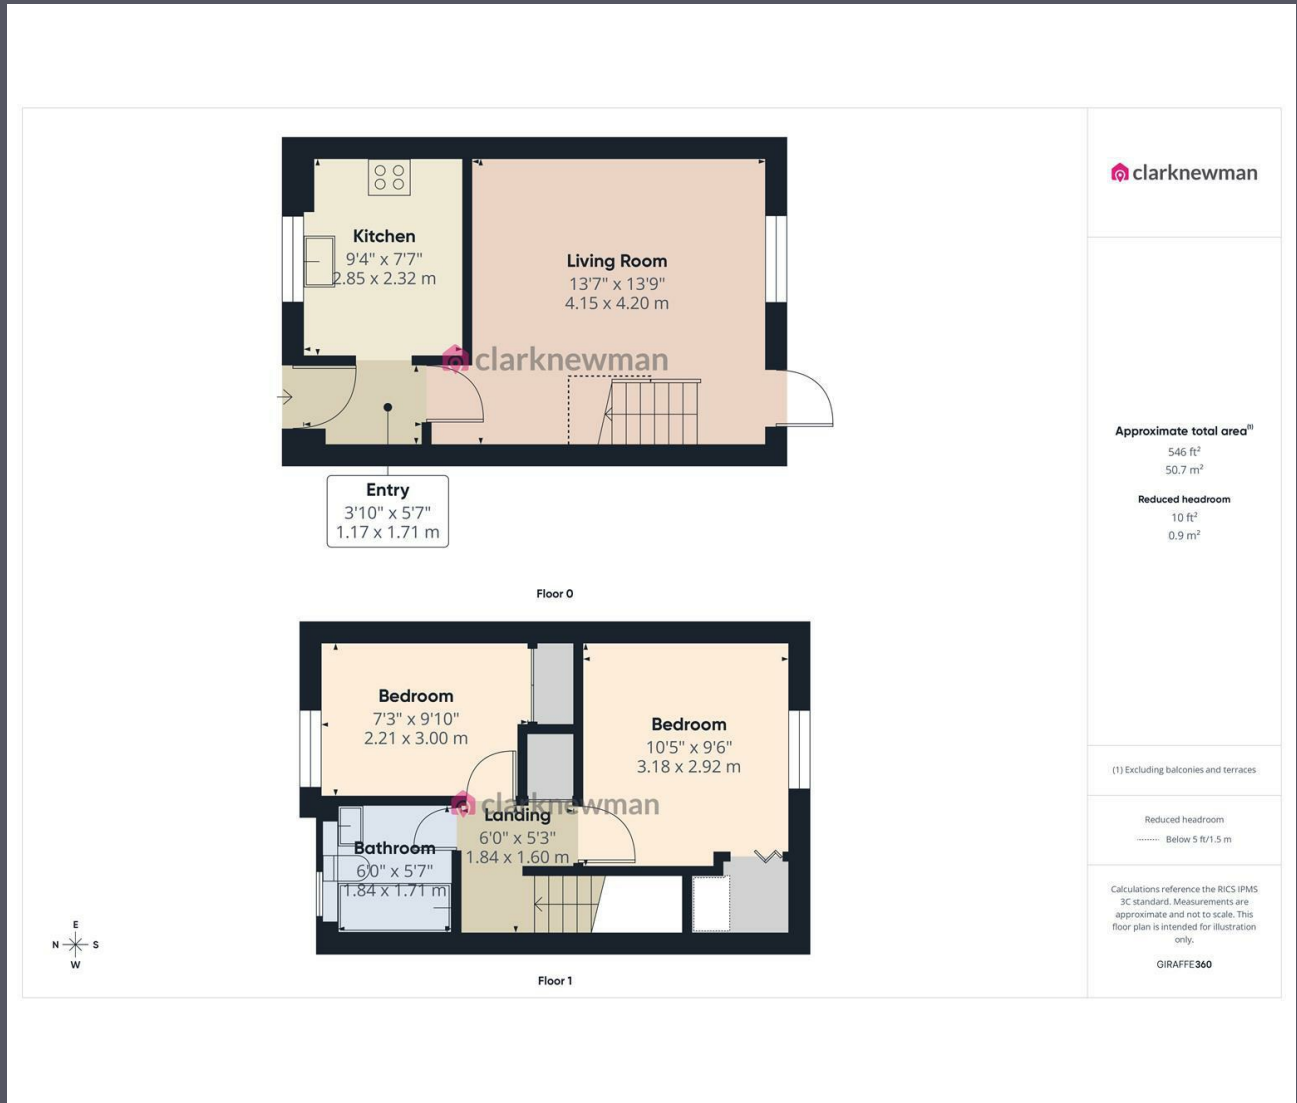 Kitchen
9'4" x 7'7"
2.85 x 2.32 m
Living Room
13'7" x 13'9"
4.15 x 4.20 m
clarknewman
Entry
3'10" x 5'7"
1.17 x 1.71 m
Floor 0
Bedroom
7'3" x 9'10"
2.21 x 3.00 m
Bedroom
10'5" x 9'6"
3.18 x 2.92 m
clarknewman
Landing
6'0" x 5'3"
1.84 x 1.60 m
Bathroom
6'0" x 5'7"
1.84 x 1.71 m
Floor 1
E
N S
W
clarknewman
Approximate total area⁽¹⁾
546 ft²
50.7 m²
Reduced headroom
10 ft²
0.9 m²
(1) Excluding balconies and terraces
Reduced headroom
Below 5 ft/1.5 m
Calculations reference the RICS IPMS
3C standard. Measurements are
approximate and not to scale. This
floor plan is intended for illustration
only.
GIRAFFE360